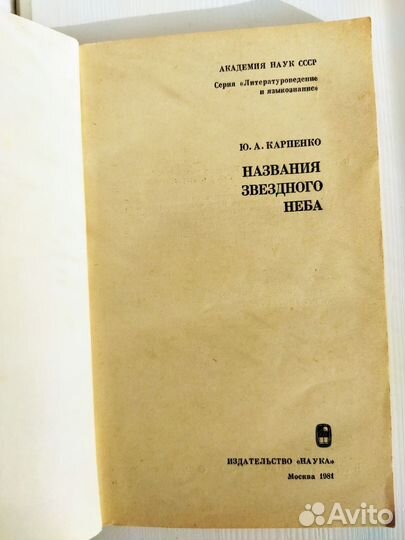 АКАДЕМИЯ НАУК СССР
Серия «Литературоведение
и языкознание»
Ю. А. КАРПЕНКО
НАЗВАНИЯ
ЗВЕЗДНОГО
НЕБА
ИЗДАТЕЛЬСТВО «НАУКА»
Москва 1981
Avito